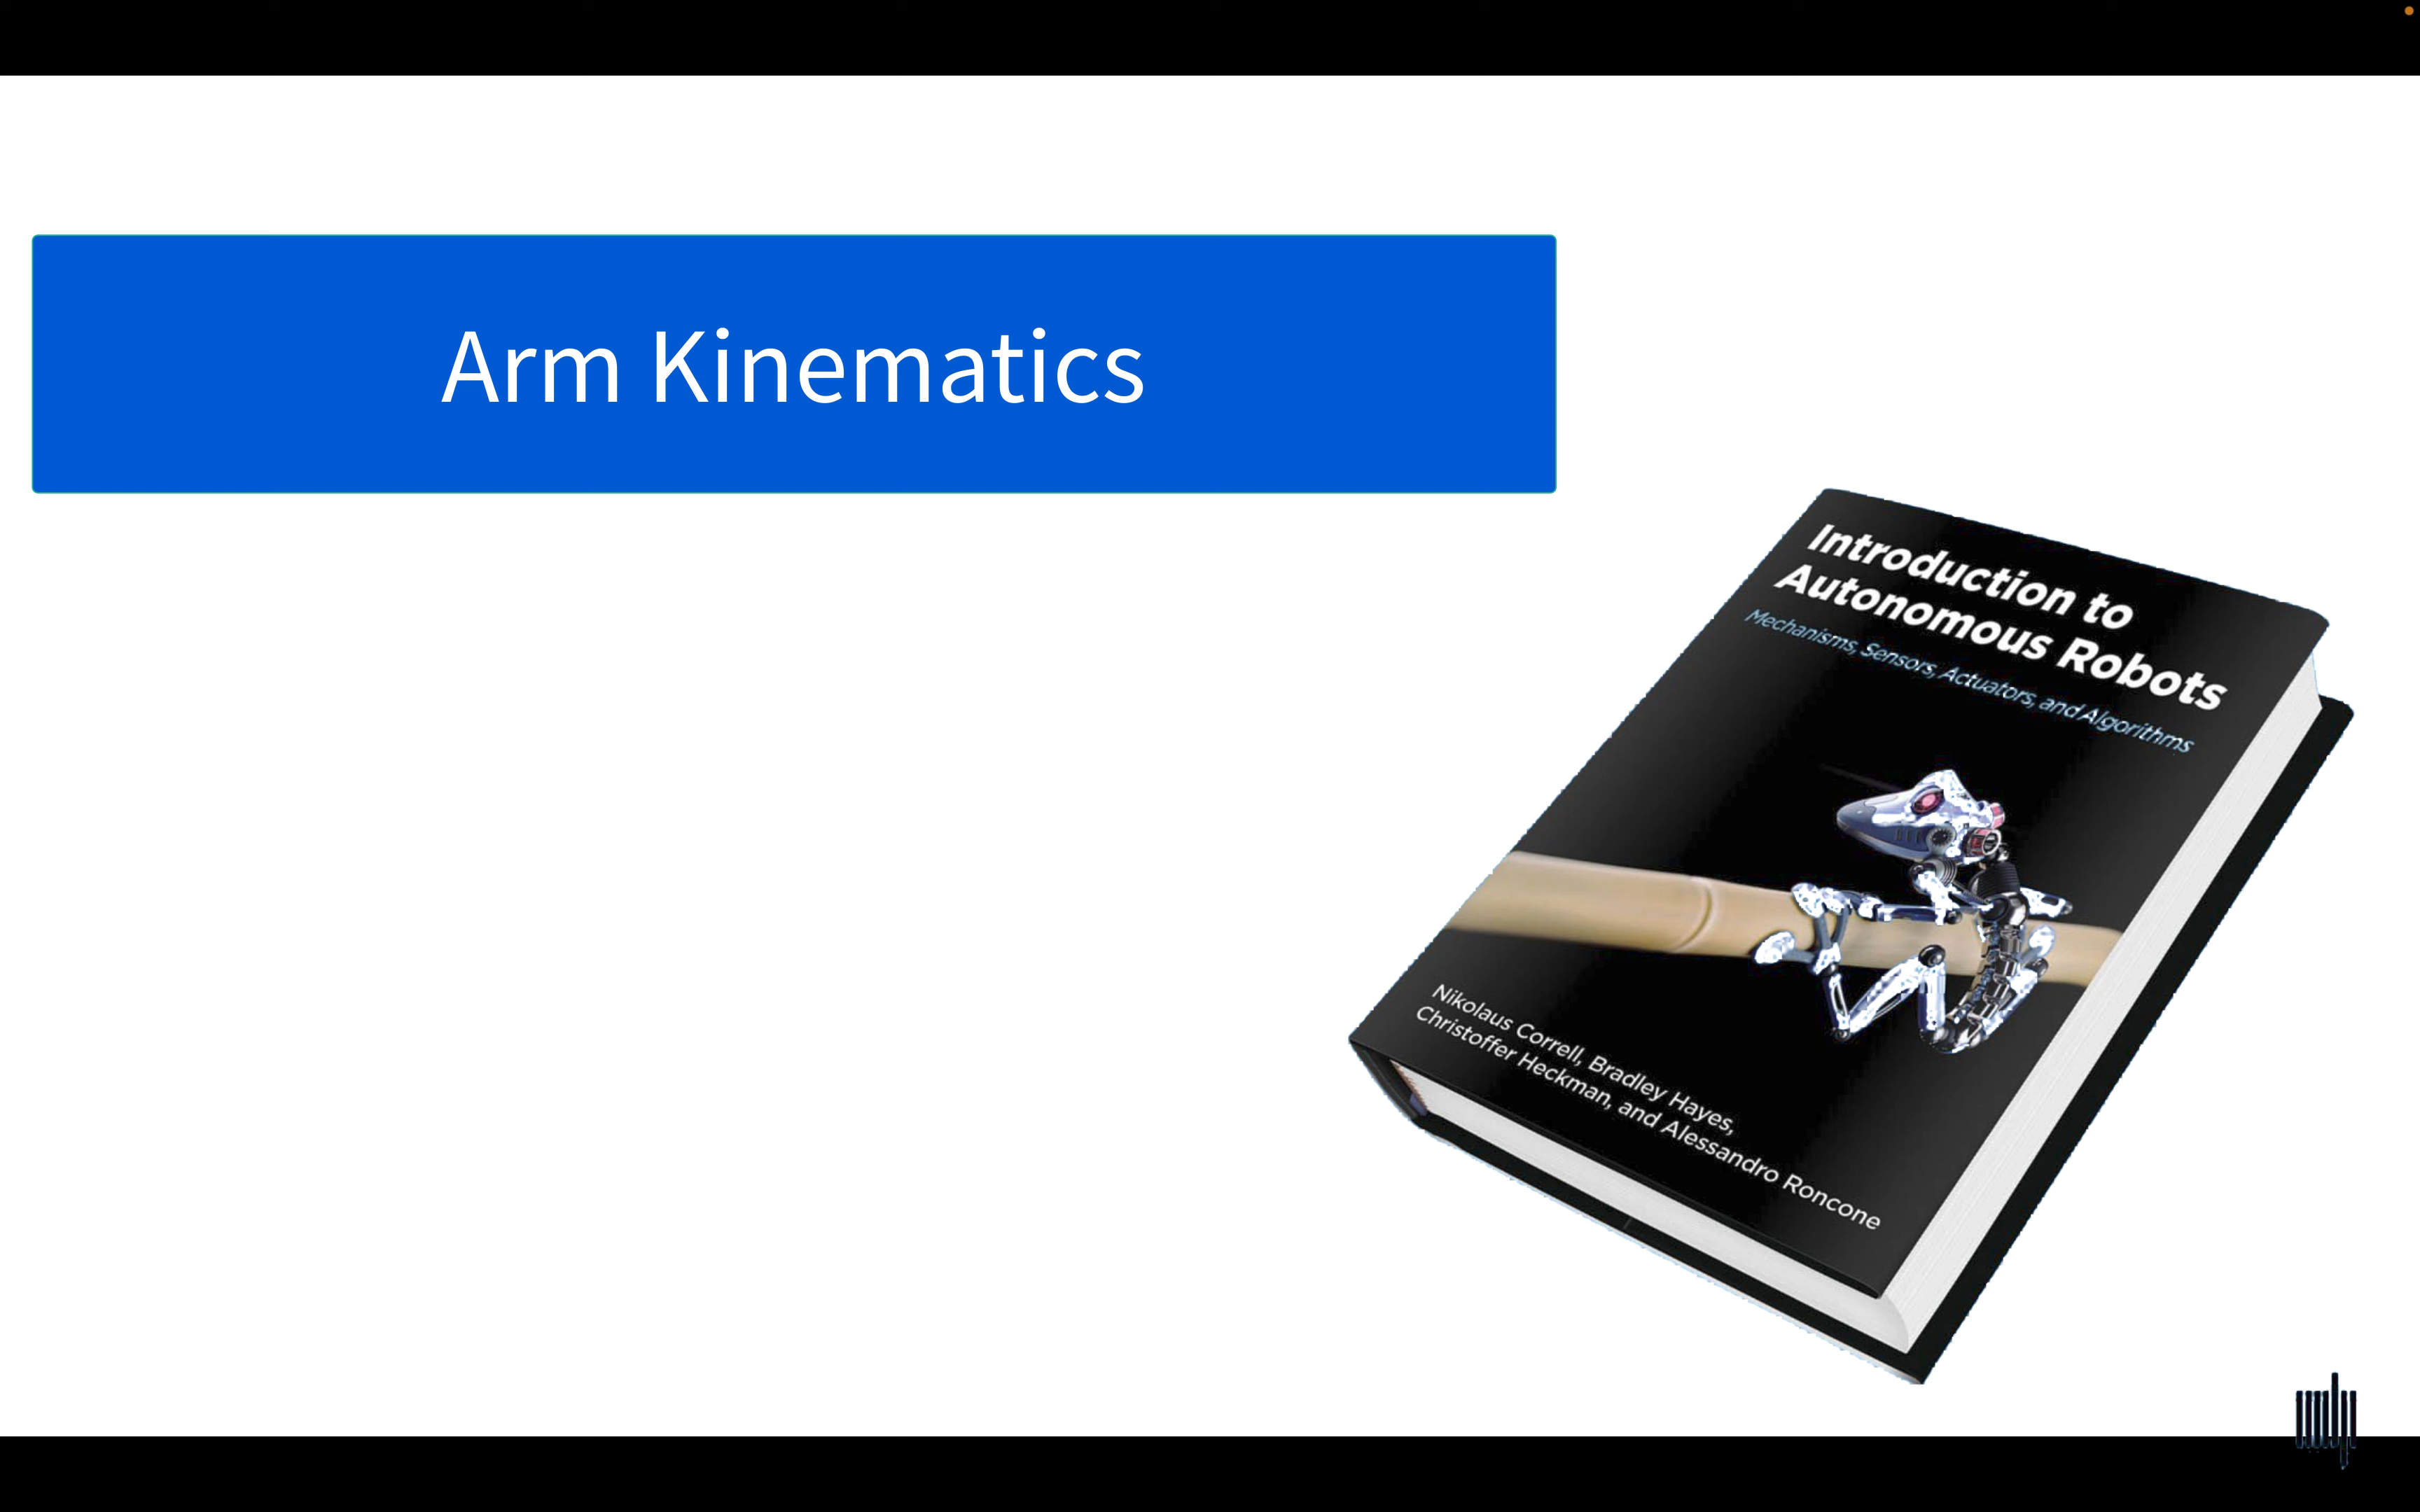 Arm Kinematics
Introduction to
Autonomous Robots
Mechanisms, Sensors, Actuators, and Algorithms
Nikolaus Correll, Bradley Hayes,
Christoffer Heckman, and Alessandro Roncone